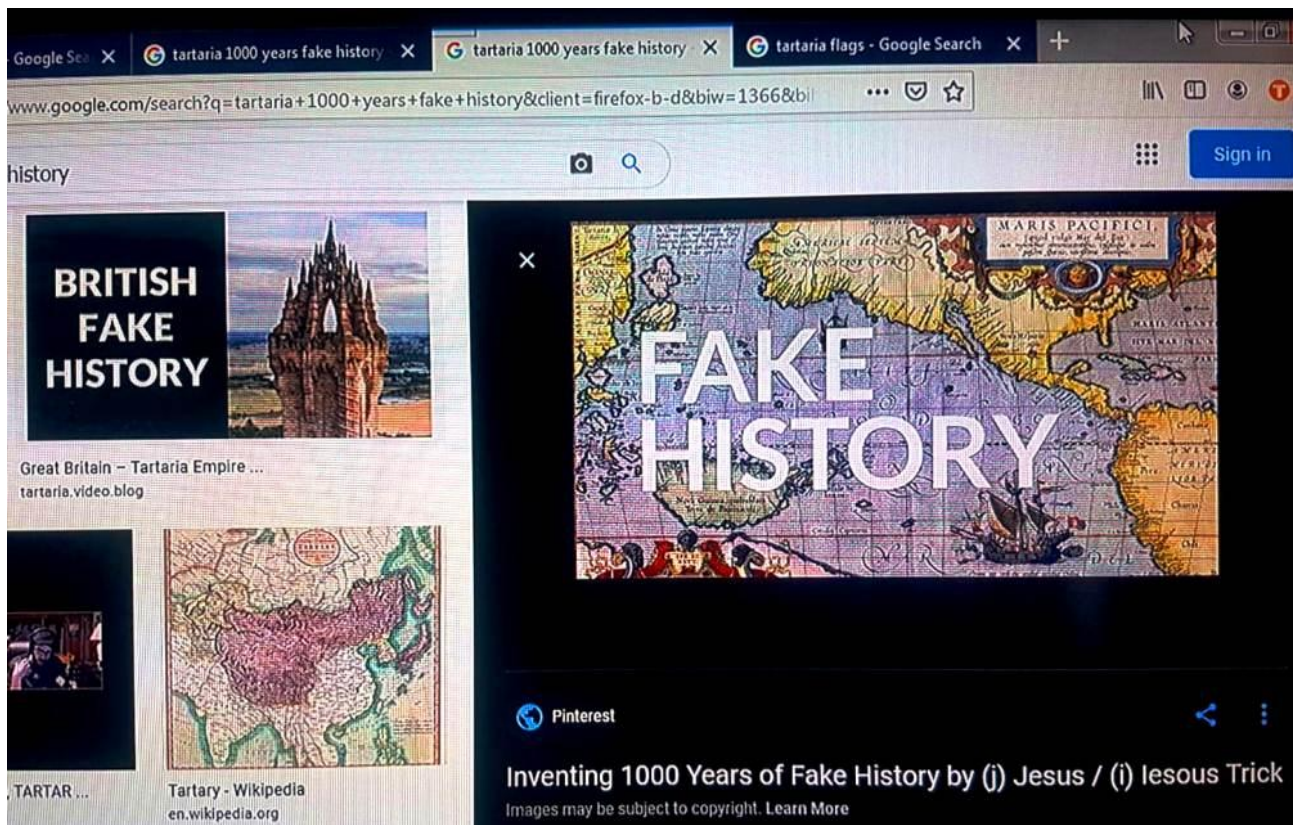 Google Sea
tartaria 1000 years fake history
tartaria 1000 years fake history
tartaria flags - Google Search
www.google.com/search?q=tartaria+1000+years+fake+history&client=firefox-b-d&biw=1366&bi
history
Sign in
BRITISH
FAKE
HISTORY
Great Britain – Tartaria Empire ...
tartaria.video.blog
MARIS PACIFICI,
FAKE
HISTORY
, TARTAR ...
Tartary - Wikipedia
en.wikipedia.org
Pinterest
Inventing 1000 Years of Fake History by (j) Jesus / (i) Iesous Trick
Images may be subject to copyright. Learn More